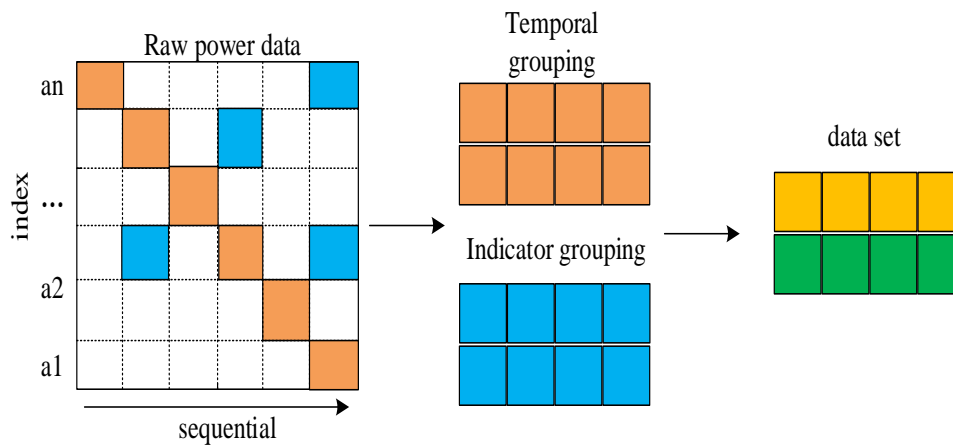 Raw power data
an
...
index
a2
a1
sequential
Temporal
grouping
Indicator grouping
data set